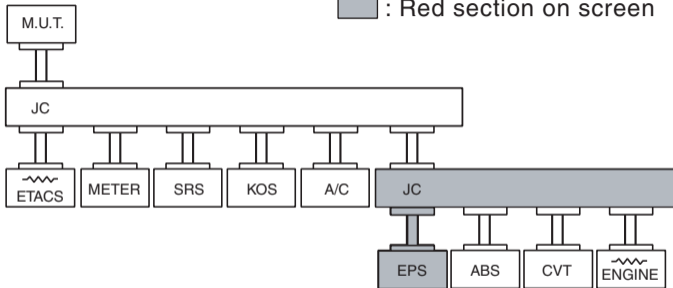 : Red section on screen
M.U.T.
JC
ETACS METER SRS KOS A/C JC
EPS ABS CVT ENGINE